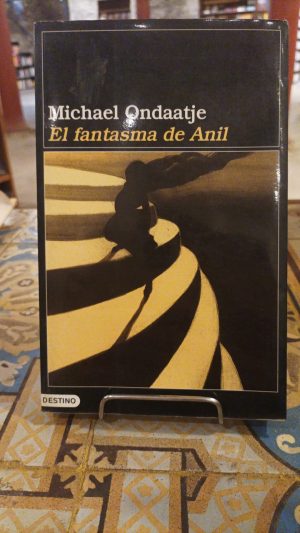 Michael Ondaatje
El fantasma de Anil
DESTINO